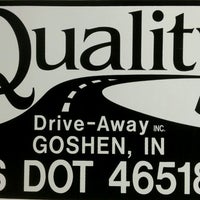 Quality
Drive-Away INC.
GOSHEN, IN
S DOT 46518